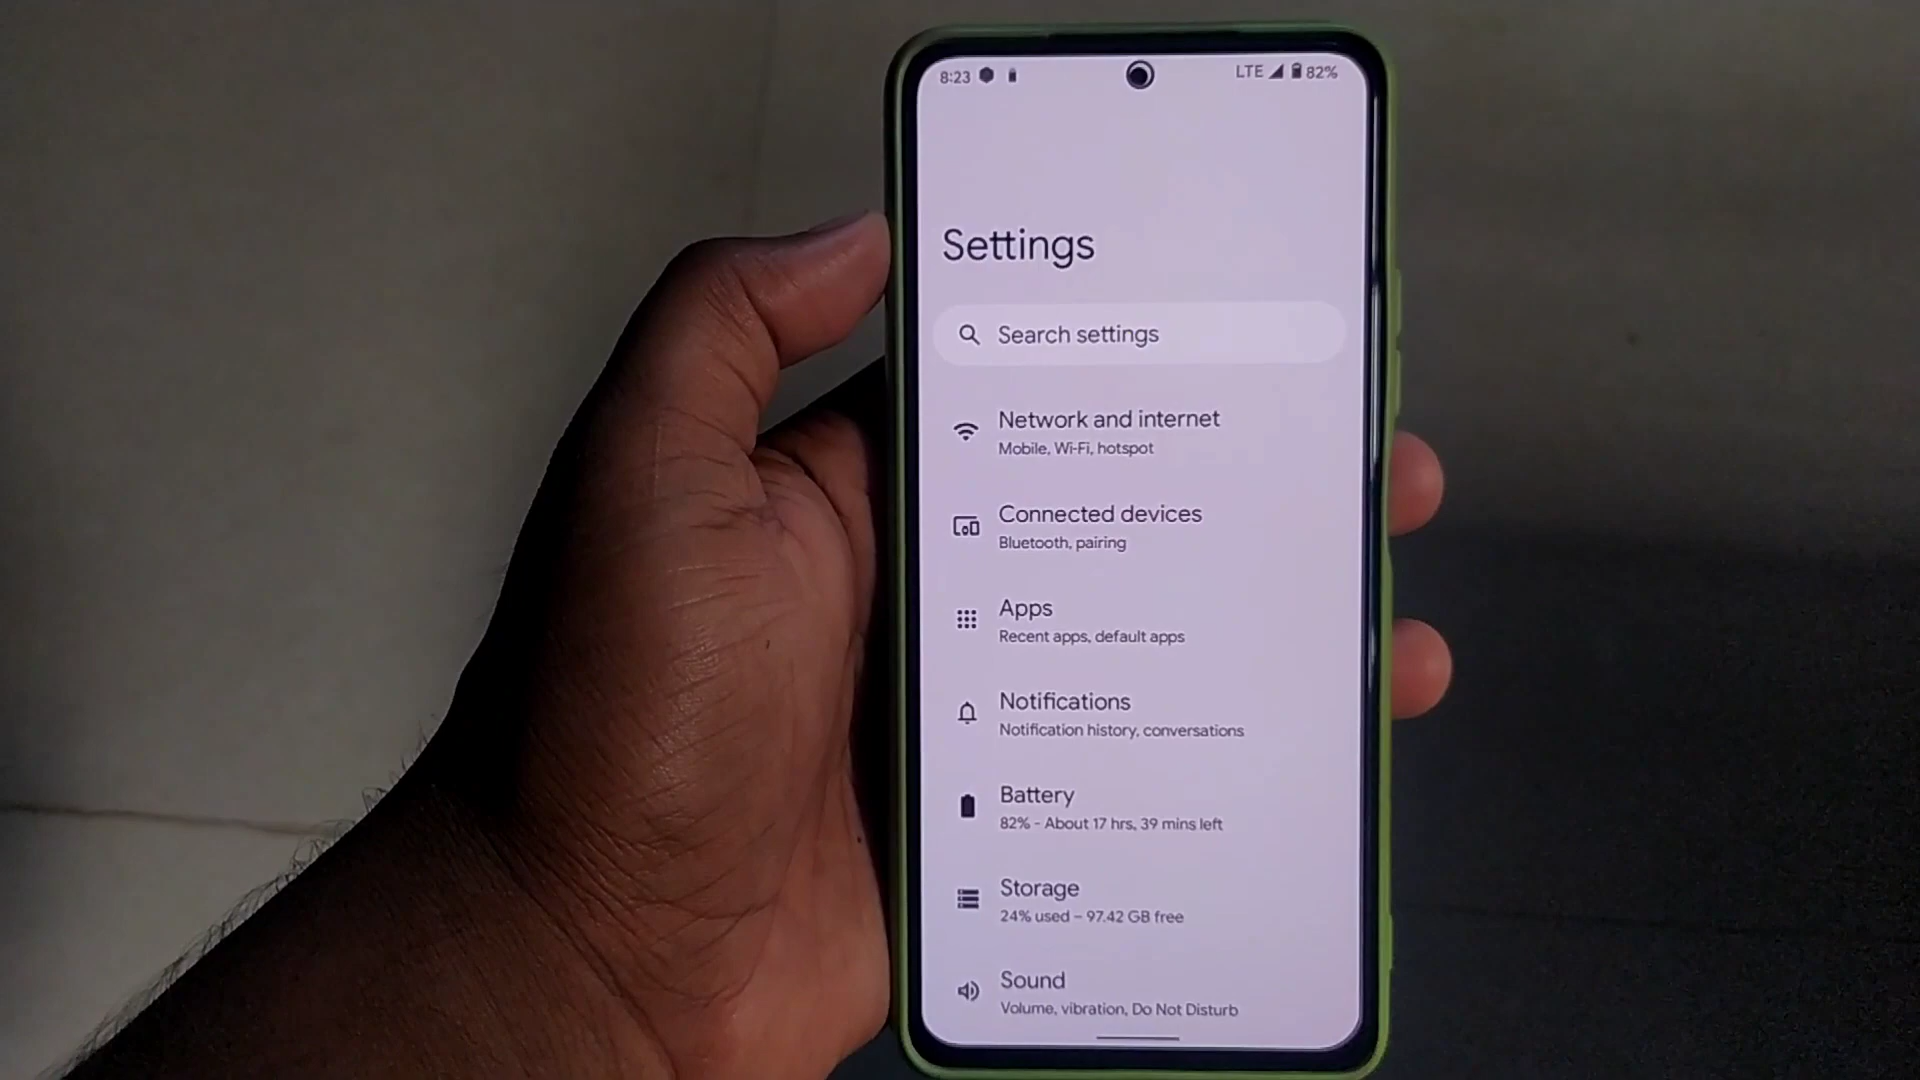 8:23 LTE 82%
Settings
Search settings
Network and internet
Mobile, Wi-Fi, hotspot
Connected devices
Bluetooth, pairing
Apps
Recent apps, default apps
Notifications
Notification history, conversations
Battery
82% - About 17 hrs, 39 mins left
Storage
24% used – 97.42 GB free
Sound
Volume, vibration, Do Not Disturb